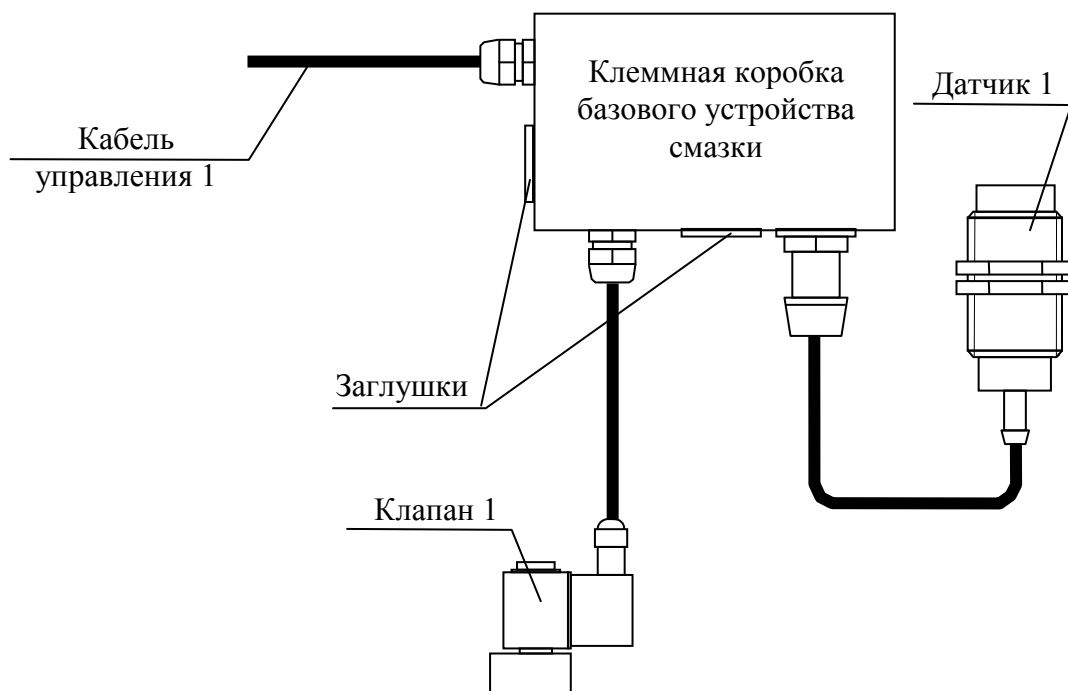 Клеммная коробка
базового устройства
смазки
Датчик 1
Кабель
управления 1
Заглушки
Клапан 1